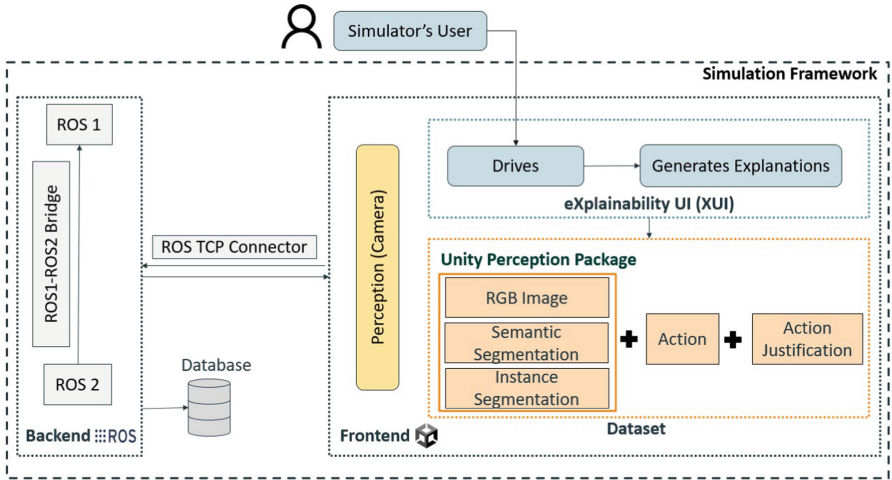 Simulator's User
Simulation Framework
ROS 1
ROS1-ROS2 Bridge
ROS 2
Backend ROS
ROS TCP Connector
Database
Perception (Camera)
Drives
Generates Explanations
eXplainability UI (XUI)
Unity Perception Package
RGB Image
Semantic
Segmentation
Instance
Segmentation
Action
Action
Justification
Dataset
Frontend